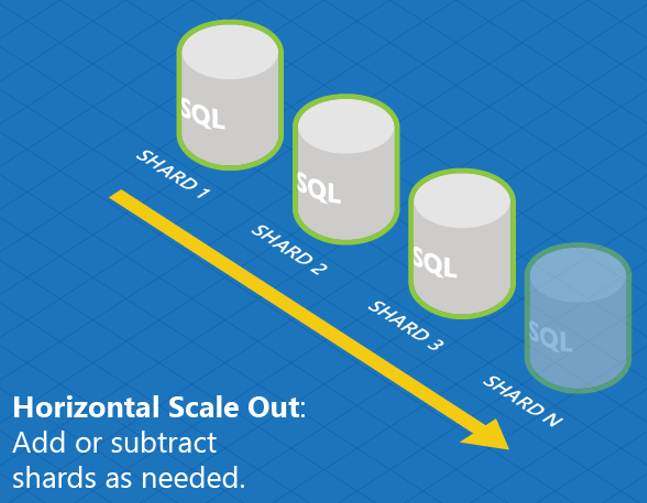 SQL
SHARD 1
SQL
SHARD 2
SQL
SHARD 3
SQL
SHARD N
Horizontal Scale Out:
Add or subtract
shards as needed.